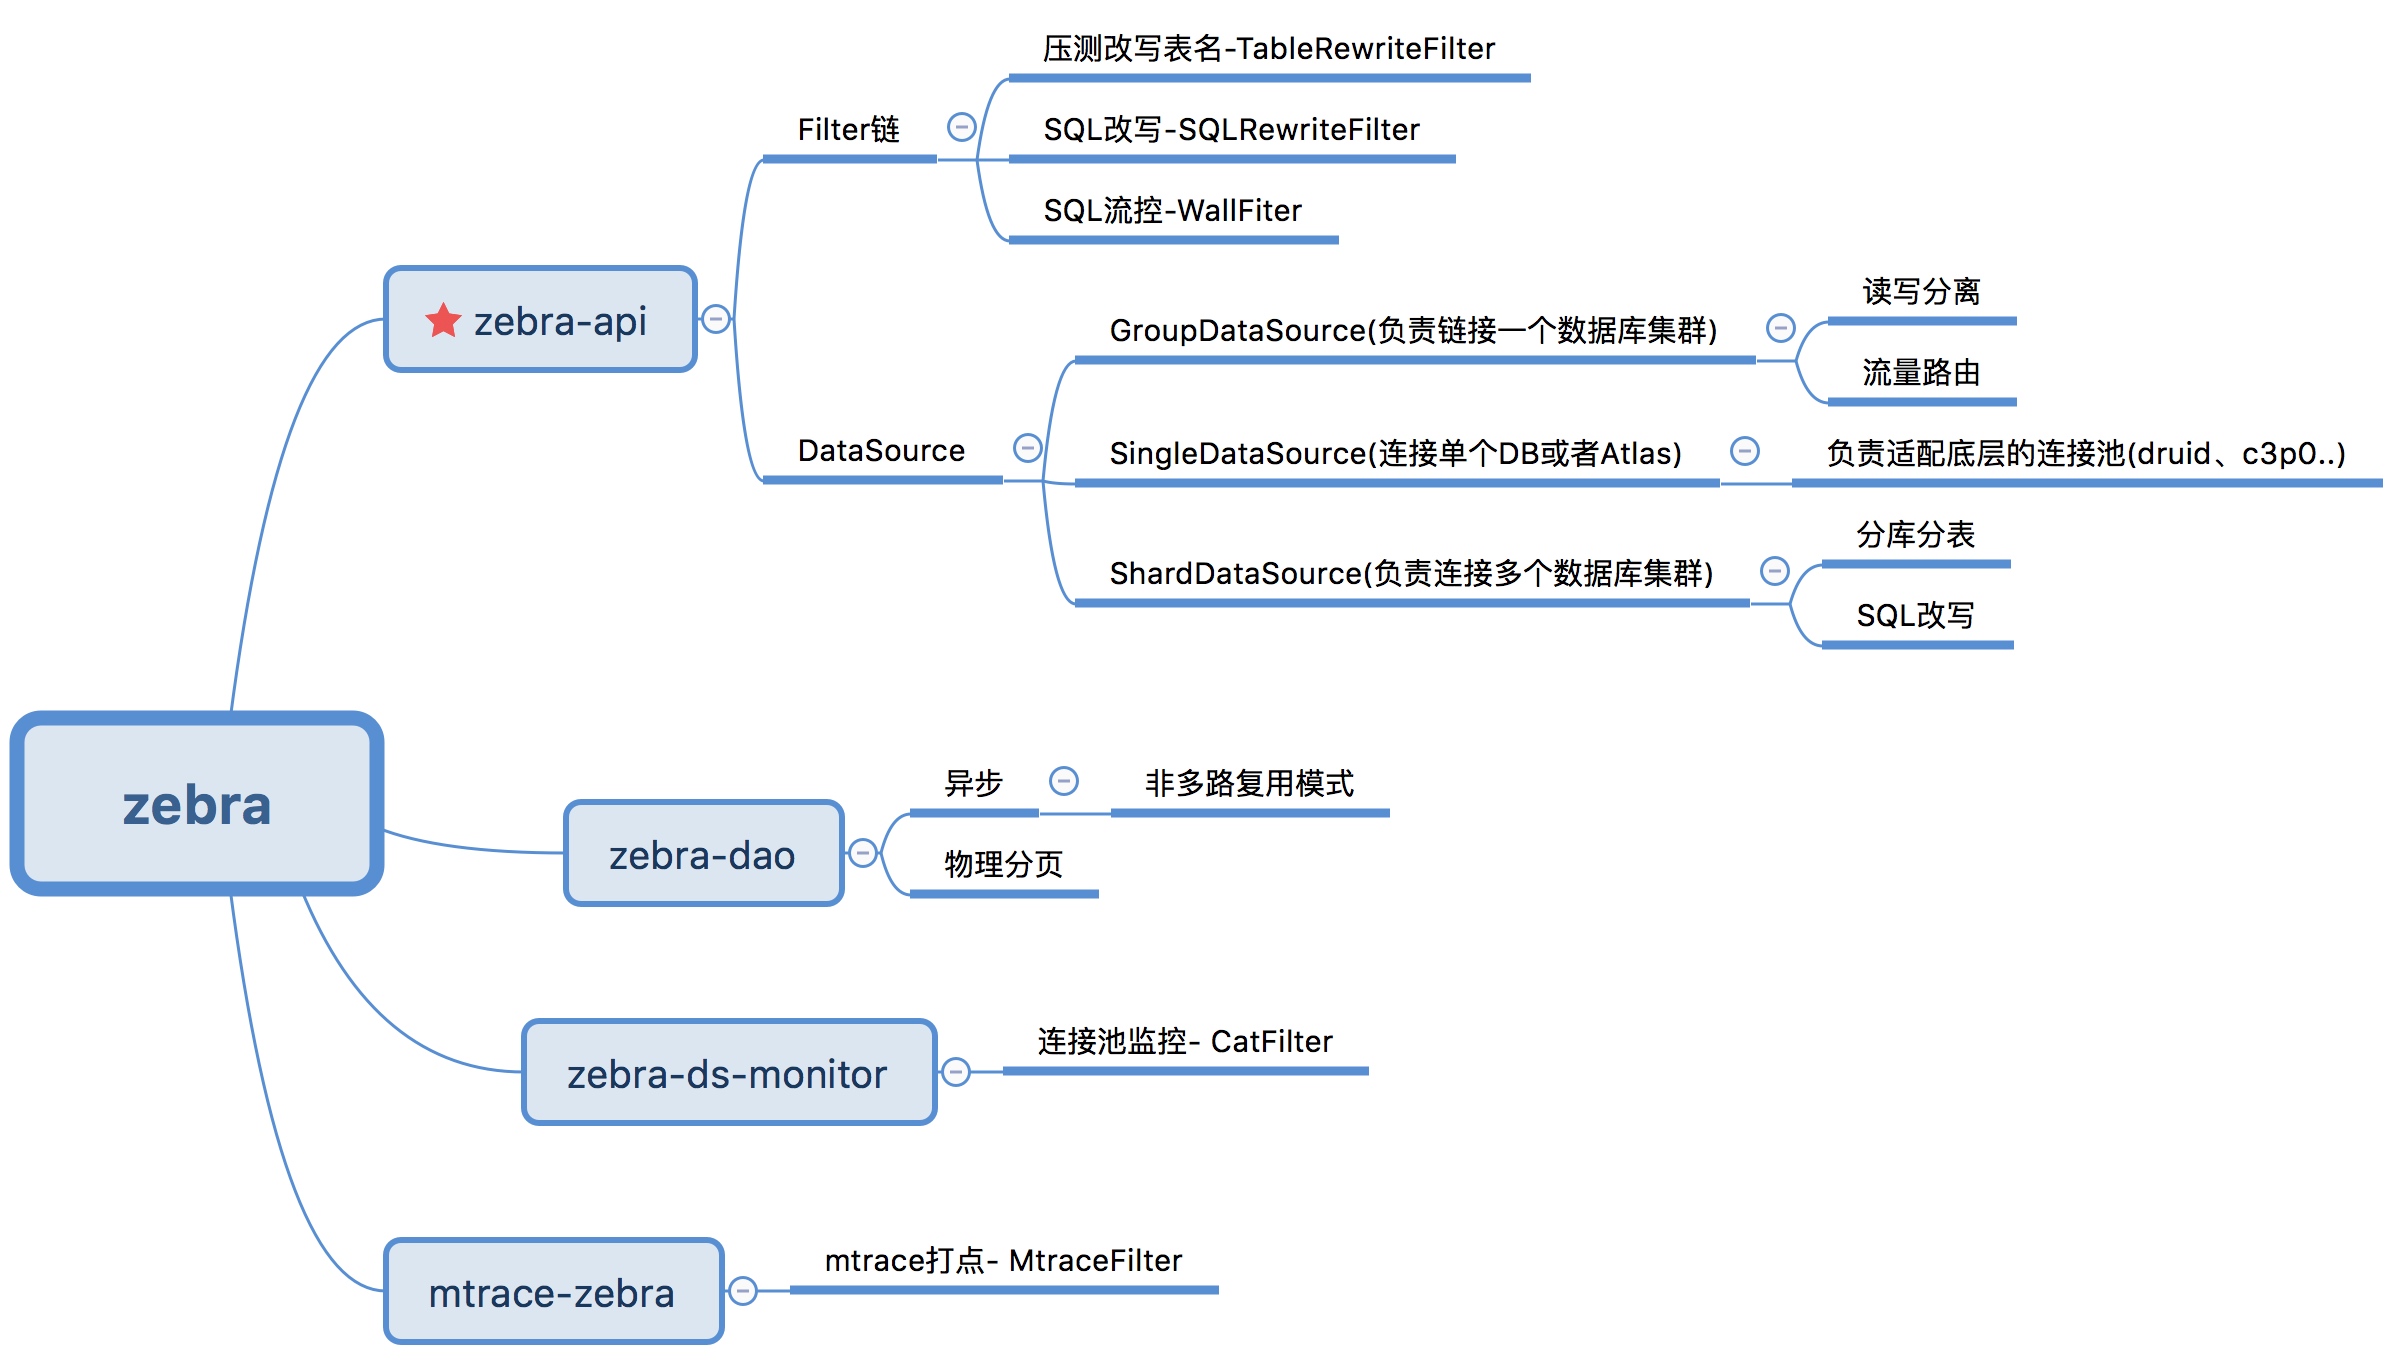 压测改写表名-TableRewriteFilter
Filter链
SQL改写-SQLRewriteFilter
SQL流控-WallFiter
zebra-api
读写分离
GroupDataSource(负责链接一个数据库集群)
流量路由
DataSource
SingleDataSource(连接单个DB或者Atlas)
负责适配底层的连接池(druid、c3p0..)
分库分表
ShardDataSource(负责连接多个数据库集群)
SQL改写
zebra
异步
非多路复用模式
zebra-dao
物理分页
连接池监控- CatFilter
zebra-ds-monitor
mtrace打点- MtraceFilter
mtrace-zebra